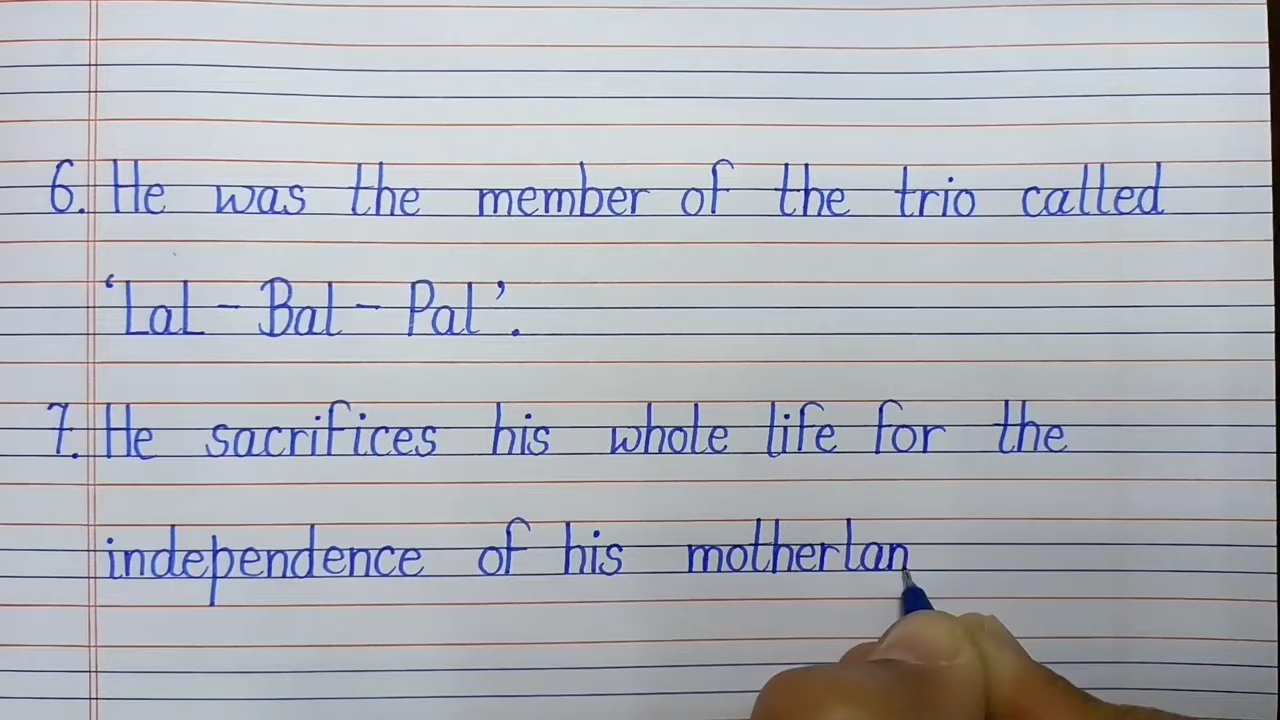 6. He was the member of the trio called
'Lal - Bal - Pal'.
7. He sacrifices his whole life for the
independence of his motherlan